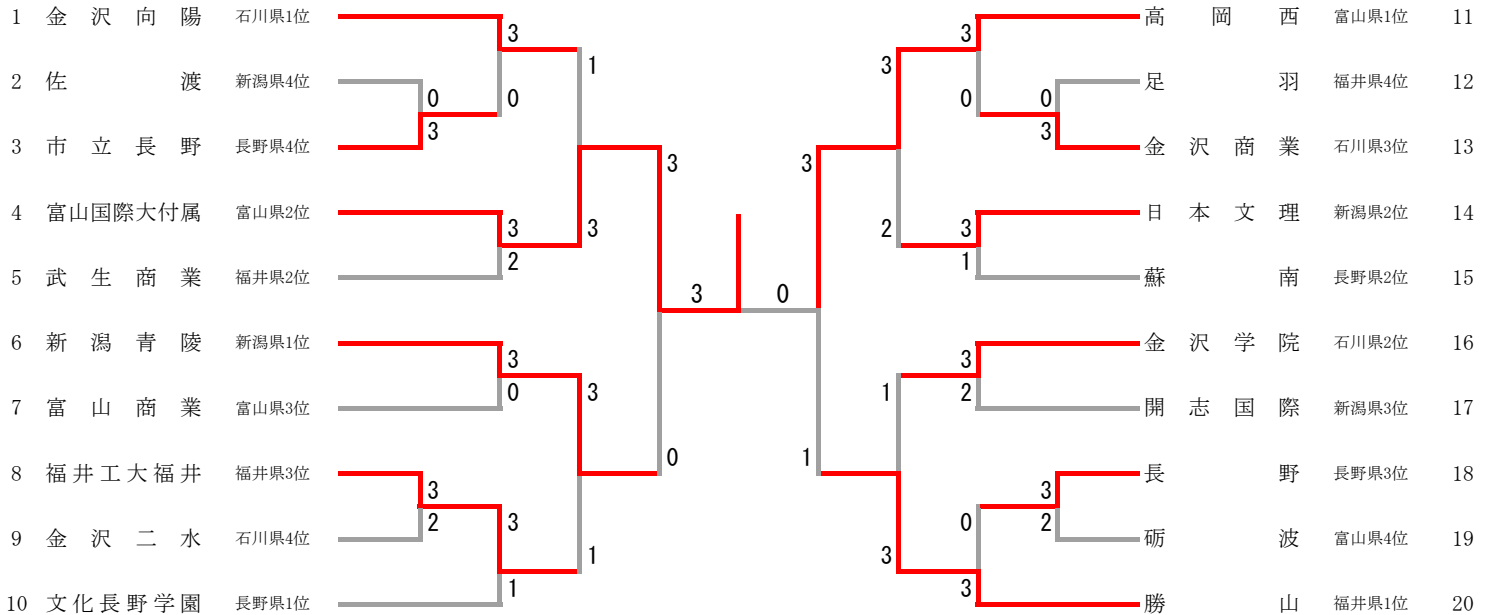 1 金沢向陽 石川県1位
2 佐渡 新潟県4位
3 市立長野 長野県4位
4 富山国際大付属 富山県2位
5 武生商業 福井県2位
6 新潟青陵 新潟県1位
7 富山商業 富山県3位
8 福井工大福井 福井県3位
9 金沢二水 石川県4位
10 文化長野学園 長野県1位
3
0
0
3
1
3
3
2
3
0
3
0
3
2
3
1
3
1
3 0
3
1
3
2
1
3
3
0
0
3
3
1
3
2
0
3
3
2
高岡西 富山県1位 11
足羽 福井県4位 12
金沢商業 石川県3位 13
日本文理 新潟県2位 14
蘇南 長野県2位 15
金沢学院 石川県2位 16
開志国際 新潟県3位 17
長野 長野県3位 18
砺波 富山県4位 19
勝山 福井県1位 20